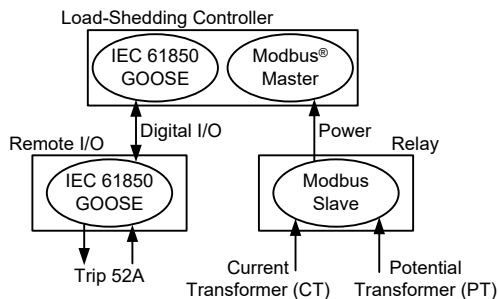 Load-Shedding Controller
IEC 61850
GOOSE
Modbus®
Master
Digital I/O
Power
Remote I/O
Relay
IEC 61850
GOOSE
Modbus
Slave
Trip 52A
Current
Transformer (CT)
Potential
Transformer (PT)